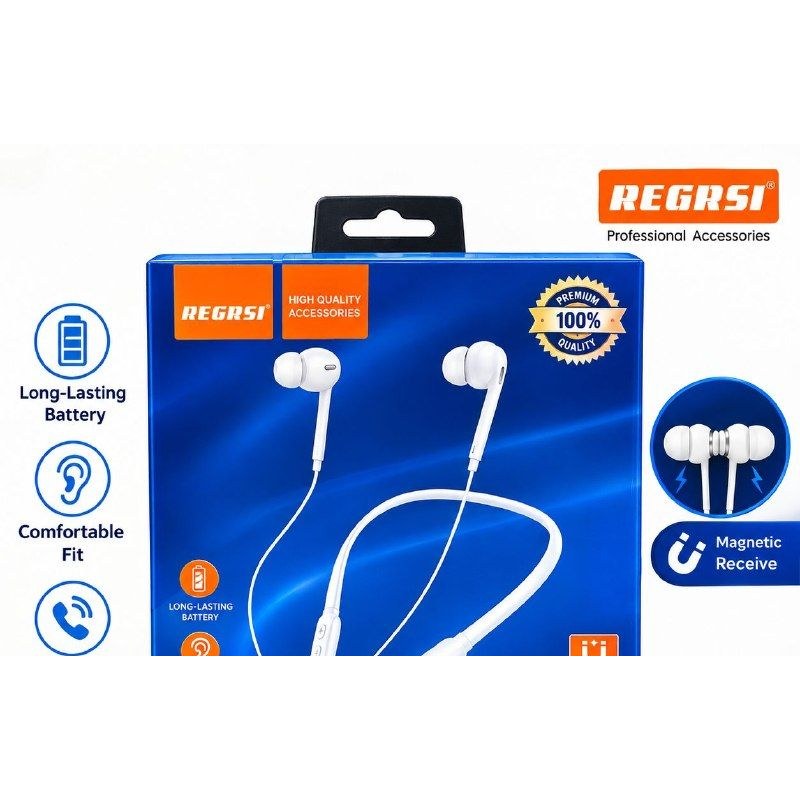 REGRSI®
Professional Accessories
REGRSI®
HIGH QUALITY
ACCESSORIES
PREMIUM
100%
QUALITY
Long-Lasting
Battery
Comfortable
Fit
LONG-LASTING
BATTERY
Magnetic
Receive